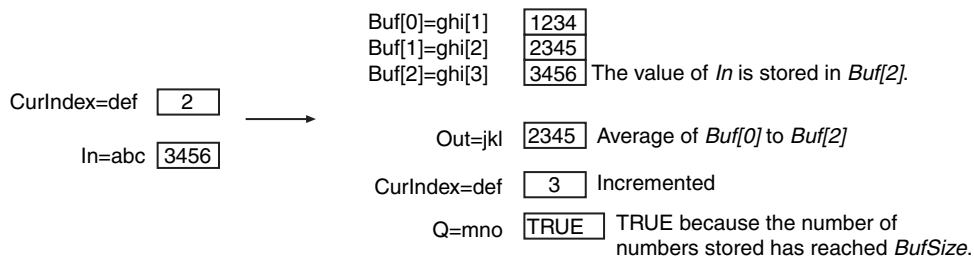 Buf[0]=ghi[1] 1234
Buf[1]=ghi[2] 2345
Buf[2]=ghi[3] 3456 The value of In is stored in Buf[2].
CurIndex=def 2
In=abc 3456
Out=jkl 2345 Average of Buf[0] to Buf[2]
CurIndex=def 3 Incremented
Q=mno TRUE TRUE because the number of
numbers stored has reached BufSize.